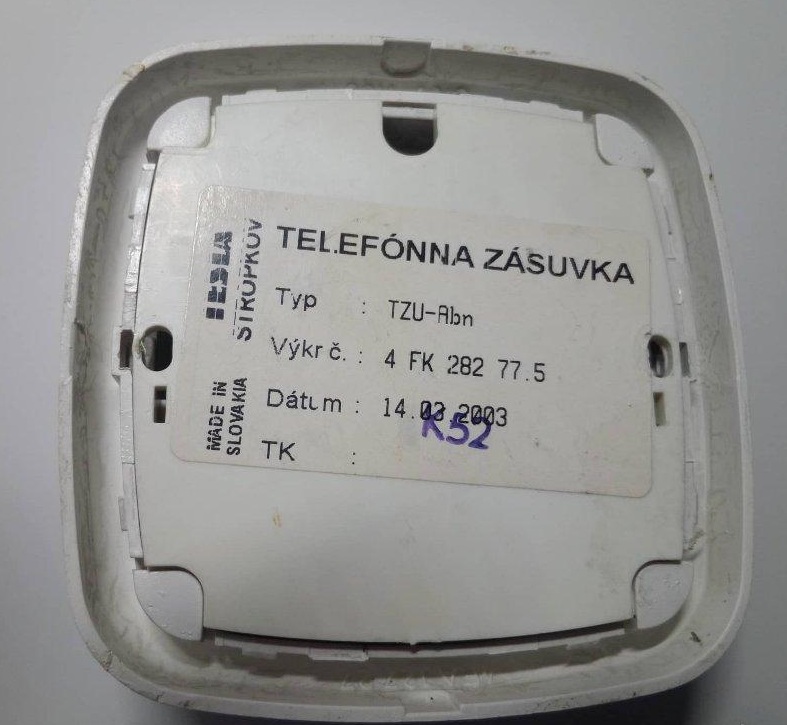 TESLA
STROPKOV
MADE IN
SLOVAKIA
TELEFÓNNA ZÁSUVKA
Typ : TZU-Abn
Výkr č. : 4 FK 282 77.5
Dátum : 14.03.2003
K52
TK :